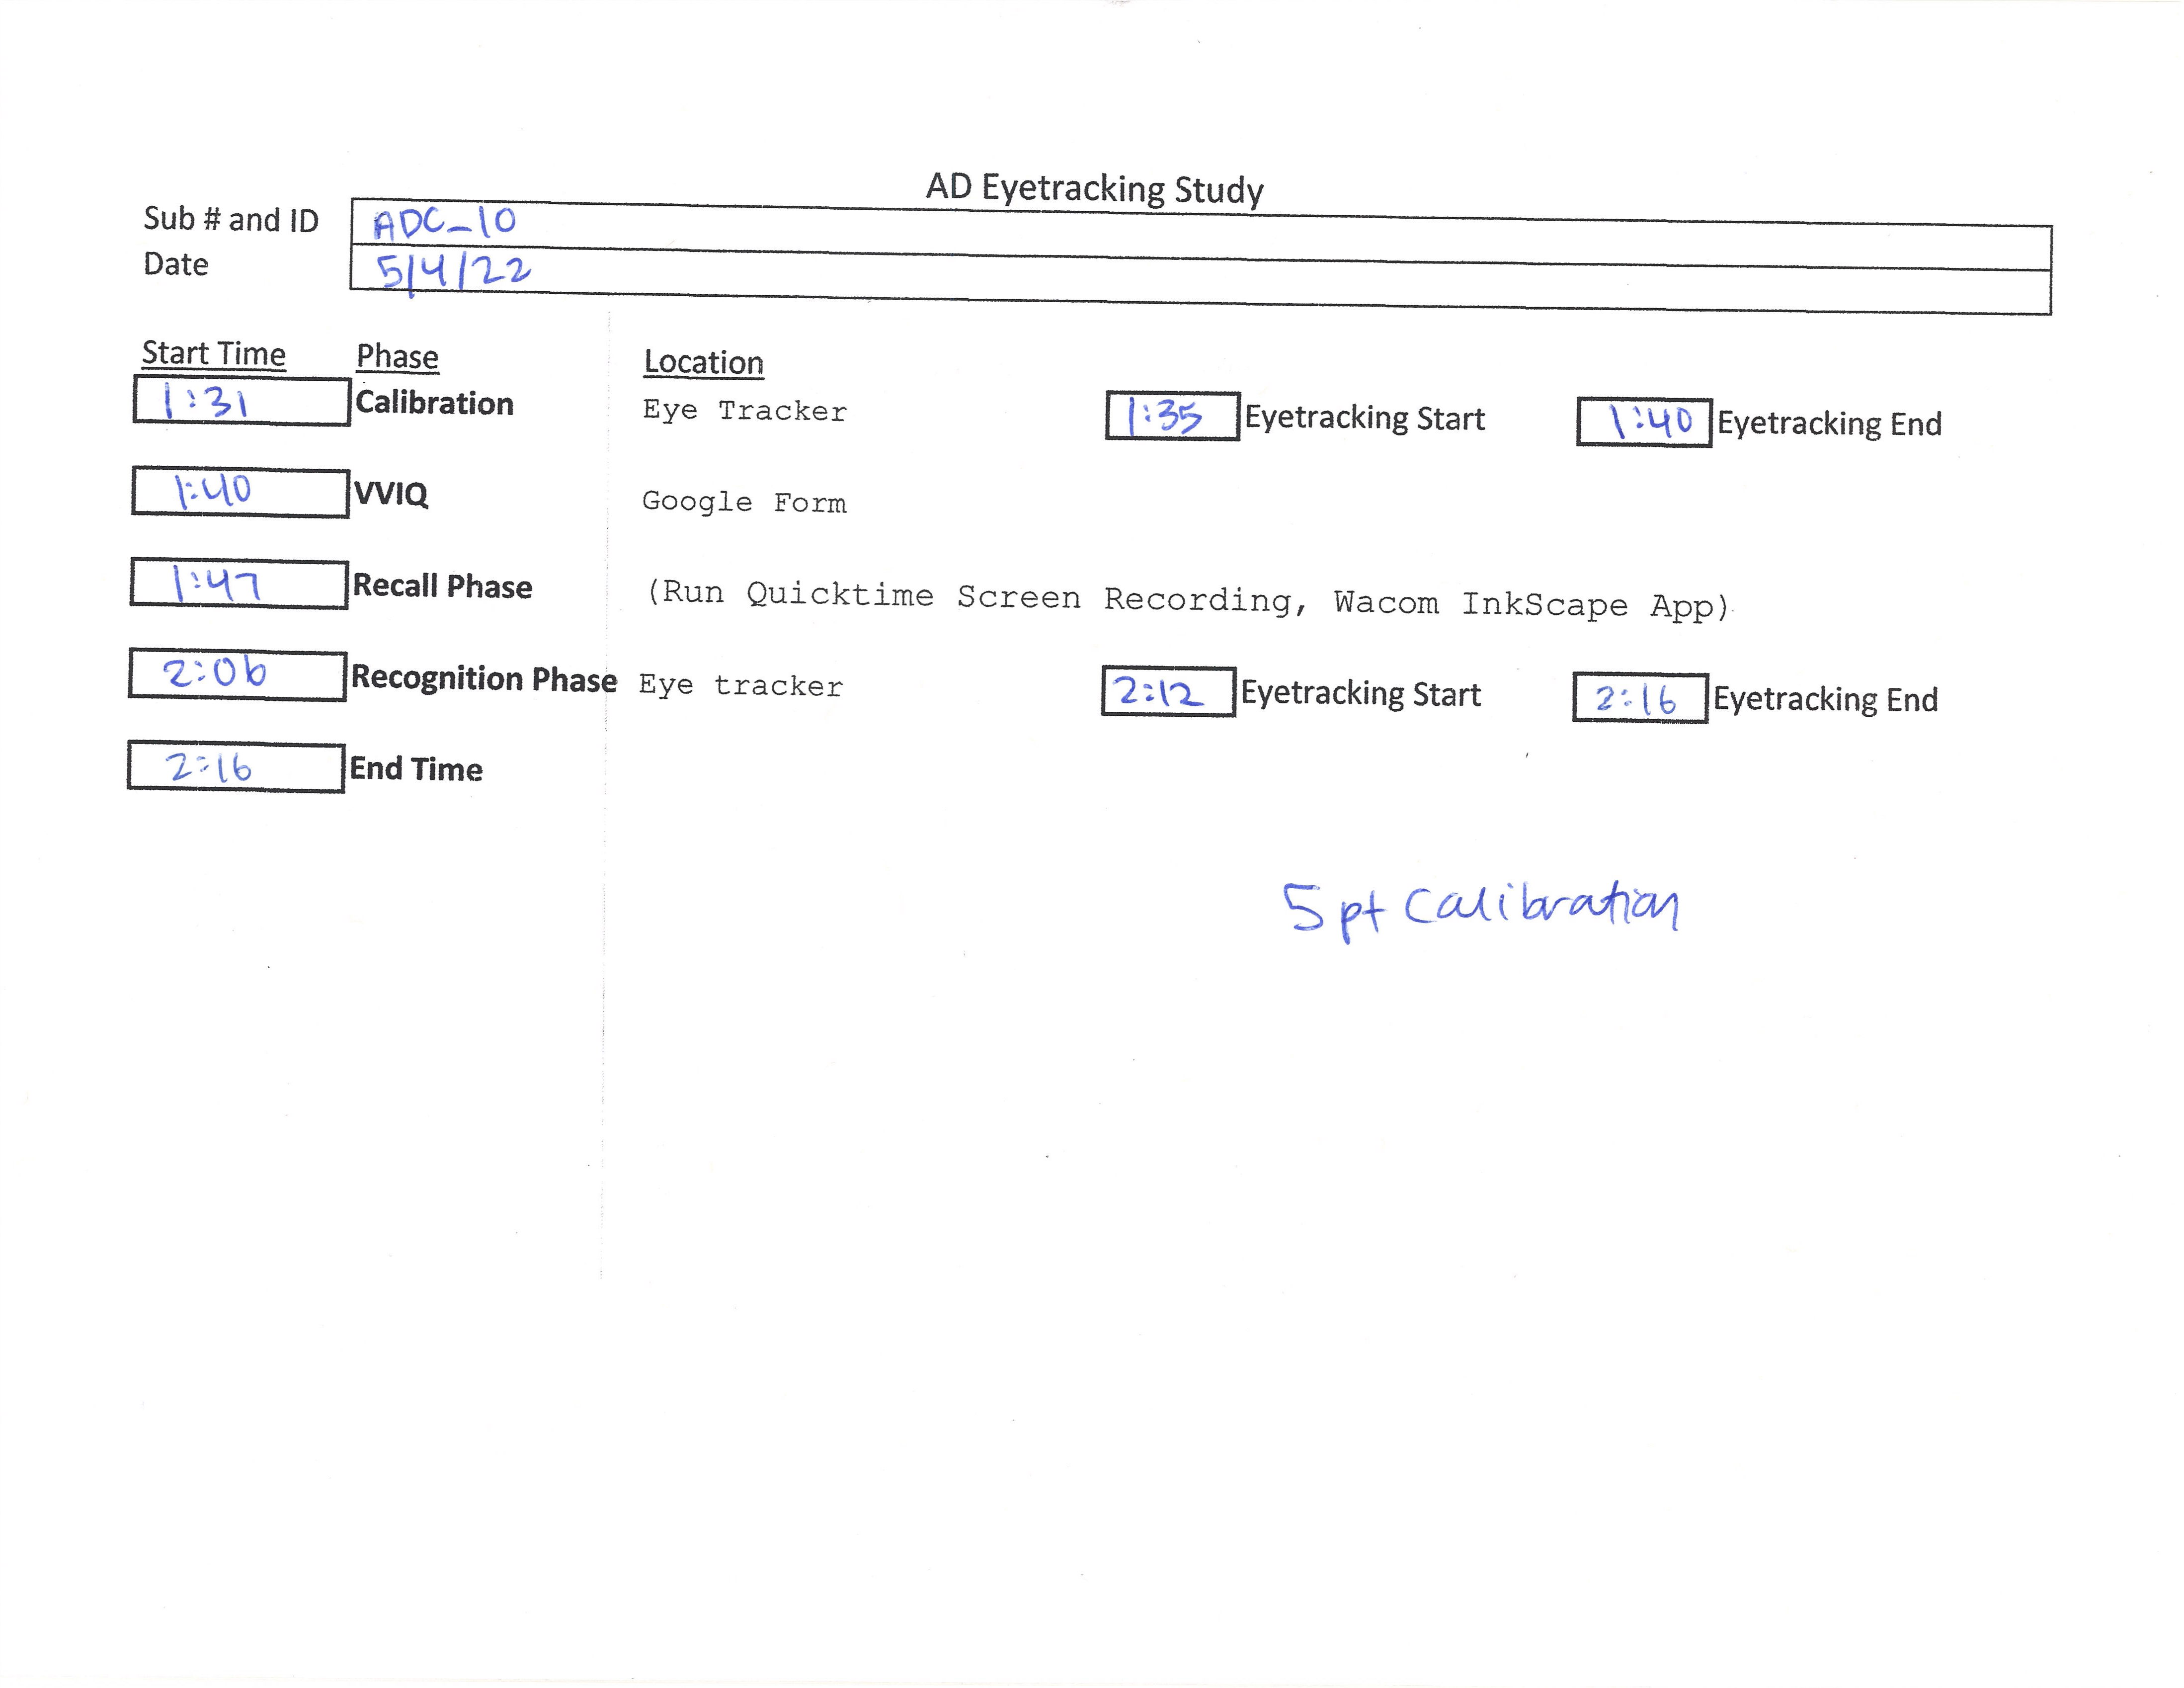 AD Eyetracking Study
Sub # and ID ADC_10
Date 5/4/22
Start Time Phase Location
1:31 Calibration Eye Tracker 1:35 Eyetracking Start 1:40 Eyetracking End
1:40 VVIQ Google Form
1:47 Recall Phase (Run Quicktime Screen Recording, Wacom InkScape App)
2:06 Recognition Phase Eye tracker 2:12 Eyetracking Start 2:16 Eyetracking End
2:16 End Time
5 pt Calibration